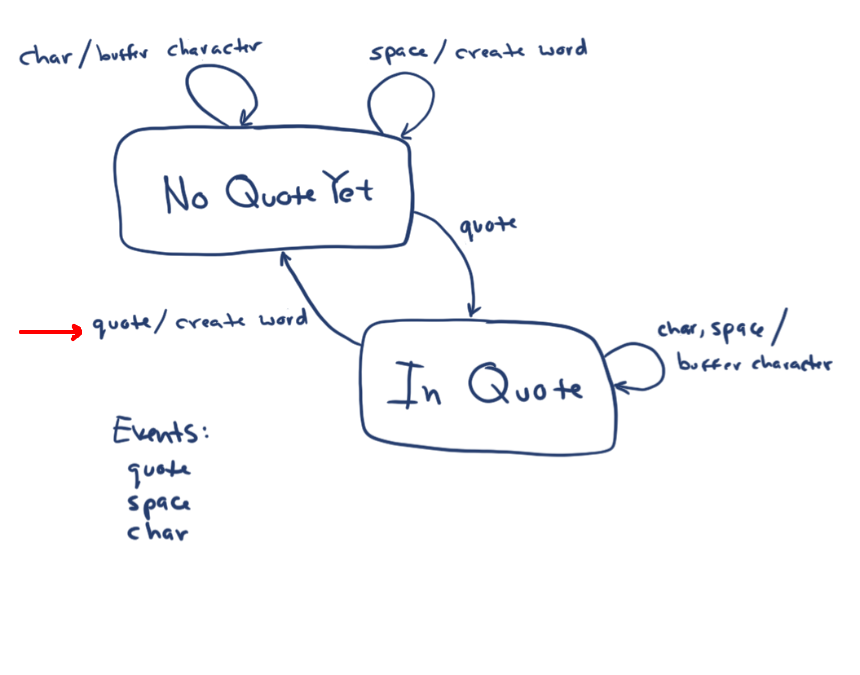 char/buffer character
space/create word
No Quote Yet
quote
quote/create word
char, space/
buffer character
In Quote
Events:
quote
space
char